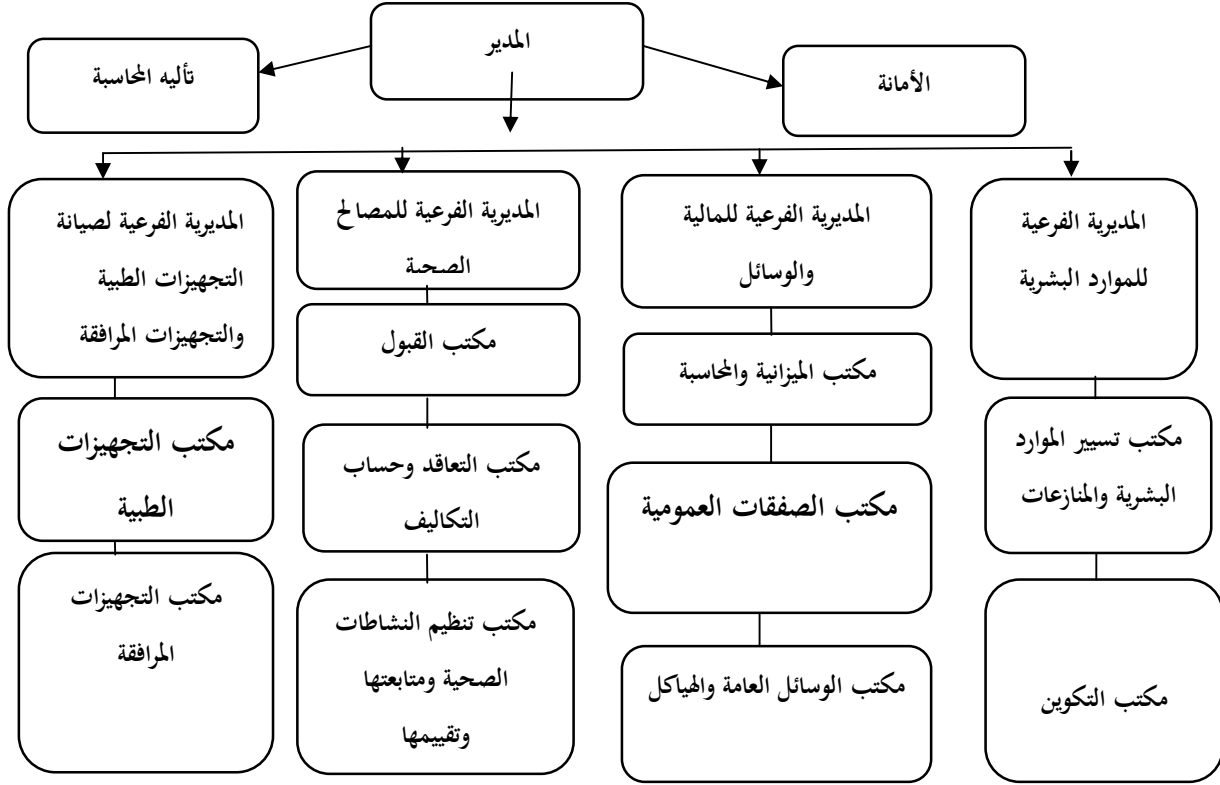 المدير
الأمانة
تأليه المحاسبة
المديرية الفرعية
للموارد البشرية
مكتب تسيير الموارد
البشرية والمنازعات
مكتب التكوين
المديرية الفرعية للمالية
والوسائل
مكتب الميزانية والمحاسبة
مكتب الصفقات العمومية
مكتب الوسائل العامة والهياكل
المديرية الفرعية للمصالح
الصحية
مكتب القبول
مكتب التعاقد وحساب
التكاليف
مكتب تنظيم النشاطات
الصحية ومتابعتها
وتقييمها
المديرية الفرعية لصيانة
التجهيزات الطبية
والتجهيزات المرافقة
مكتب التجهيزات
الطبية
مكتب التجهيزات
المرافقة